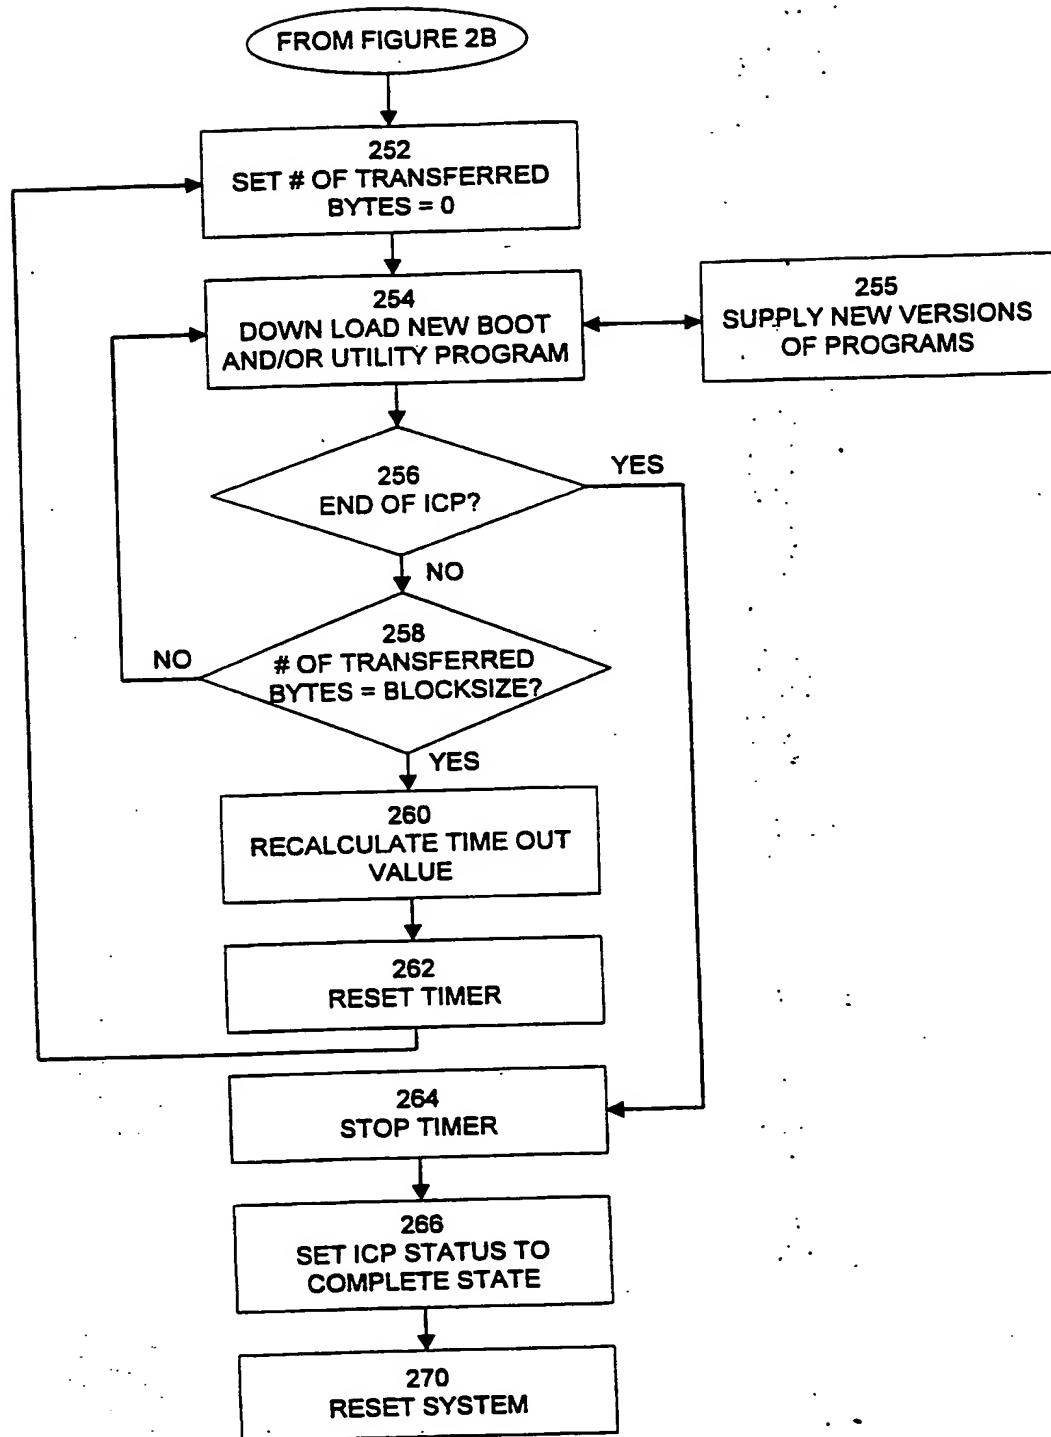 FROM FIGURE 2B
252
SET # OF TRANSFERRED
BYTES = 0
254
DOWN LOAD NEW BOOT
AND/OR UTILITY PROGRAM
255
SUPPLY NEW VERSIONS
OF PROGRAMS
256
END OF ICP?
YES
NO
258
# OF TRANSFERRED
BYTES = BLOCKSIZE?
NO
YES
260
RECALCULATE TIME OUT
VALUE
262
RESET TIMER
264
STOP TIMER
266
SET ICP STATUS TO
COMPLETE STATE
270
RESET SYSTEM